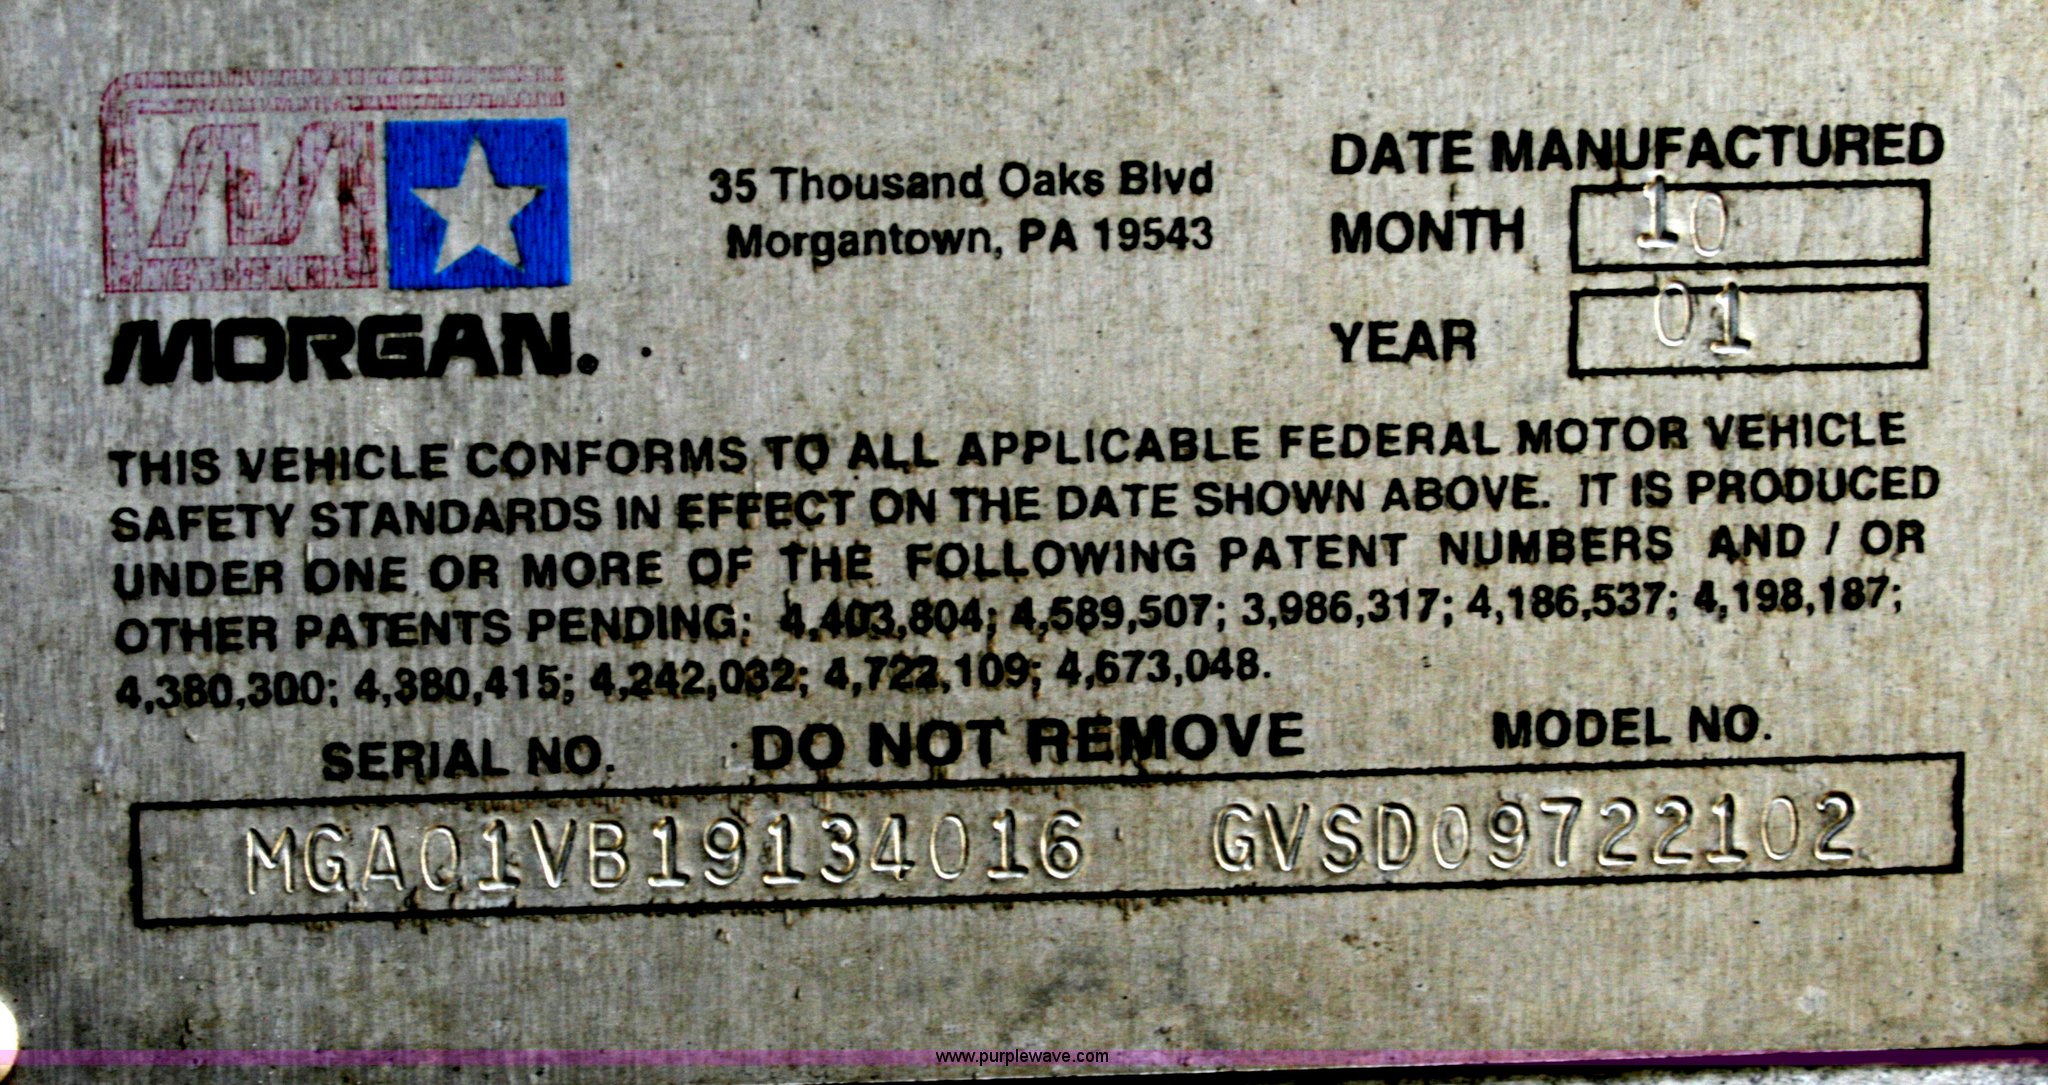 35 Thousand Oaks Blvd
Morgantown, PA 19543
DATE MANUFACTURED
MONTH 10
YEAR 01
MORGAN.
THIS VEHICLE CONFORMS TO ALL APPLICABLE FEDERAL MOTOR VEHICLE
SAFETY STANDARDS IN EFFECT ON THE DATE SHOWN ABOVE. IT IS PRODUCED
UNDER ONE OR MORE OF THE FOLLOWING PATENT NUMBERS AND / OR
OTHER PATENTS PENDING: 4,403,804; 4,589,507; 3,986,317; 4,186,537; 4,198,187;
4,380,300; 4,380,415; 4,242,032; 4,722,109; 4,673,048.
SERIAL NO. DO NOT REMOVE MODEL NO.
MGAQ1VB19134016 GVSD09722102
www.purplewave.com